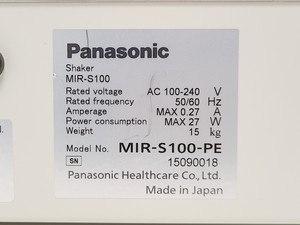 Panasonic
Shaker
MIR-S100
Rated voltage AC 100-240 V
Rated frequency 50/60 Hz
Amperage MAX 0.27 A
Power consumption MAX 27 W
Weight 15 kg
Model No. MIR-S100-PE
SN 15090018
Panasonic Healthcare Co., Ltd.
Made in Japan